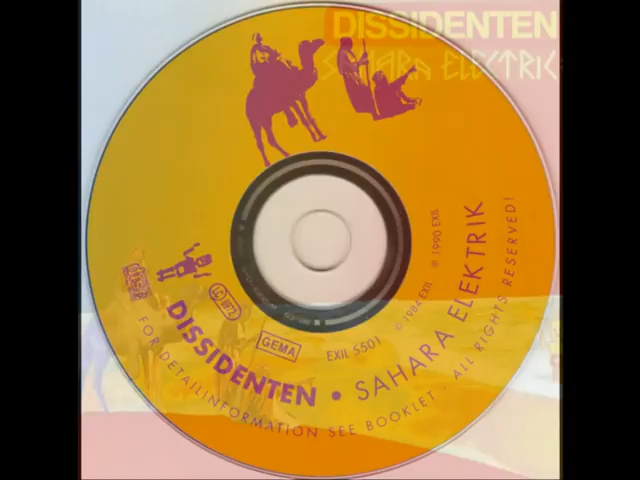 DISSIDENTEN
SAHARA ELECTRIC
℗ 1990 EXIL
© 1984 EXIL
EXIL 5501
GEMA
DISSIDENTEN • SAHARA ELEKTRIK
FOR DETAILINFORMATION SEE BOOKLET · ALL RIGHTS RESERVED!